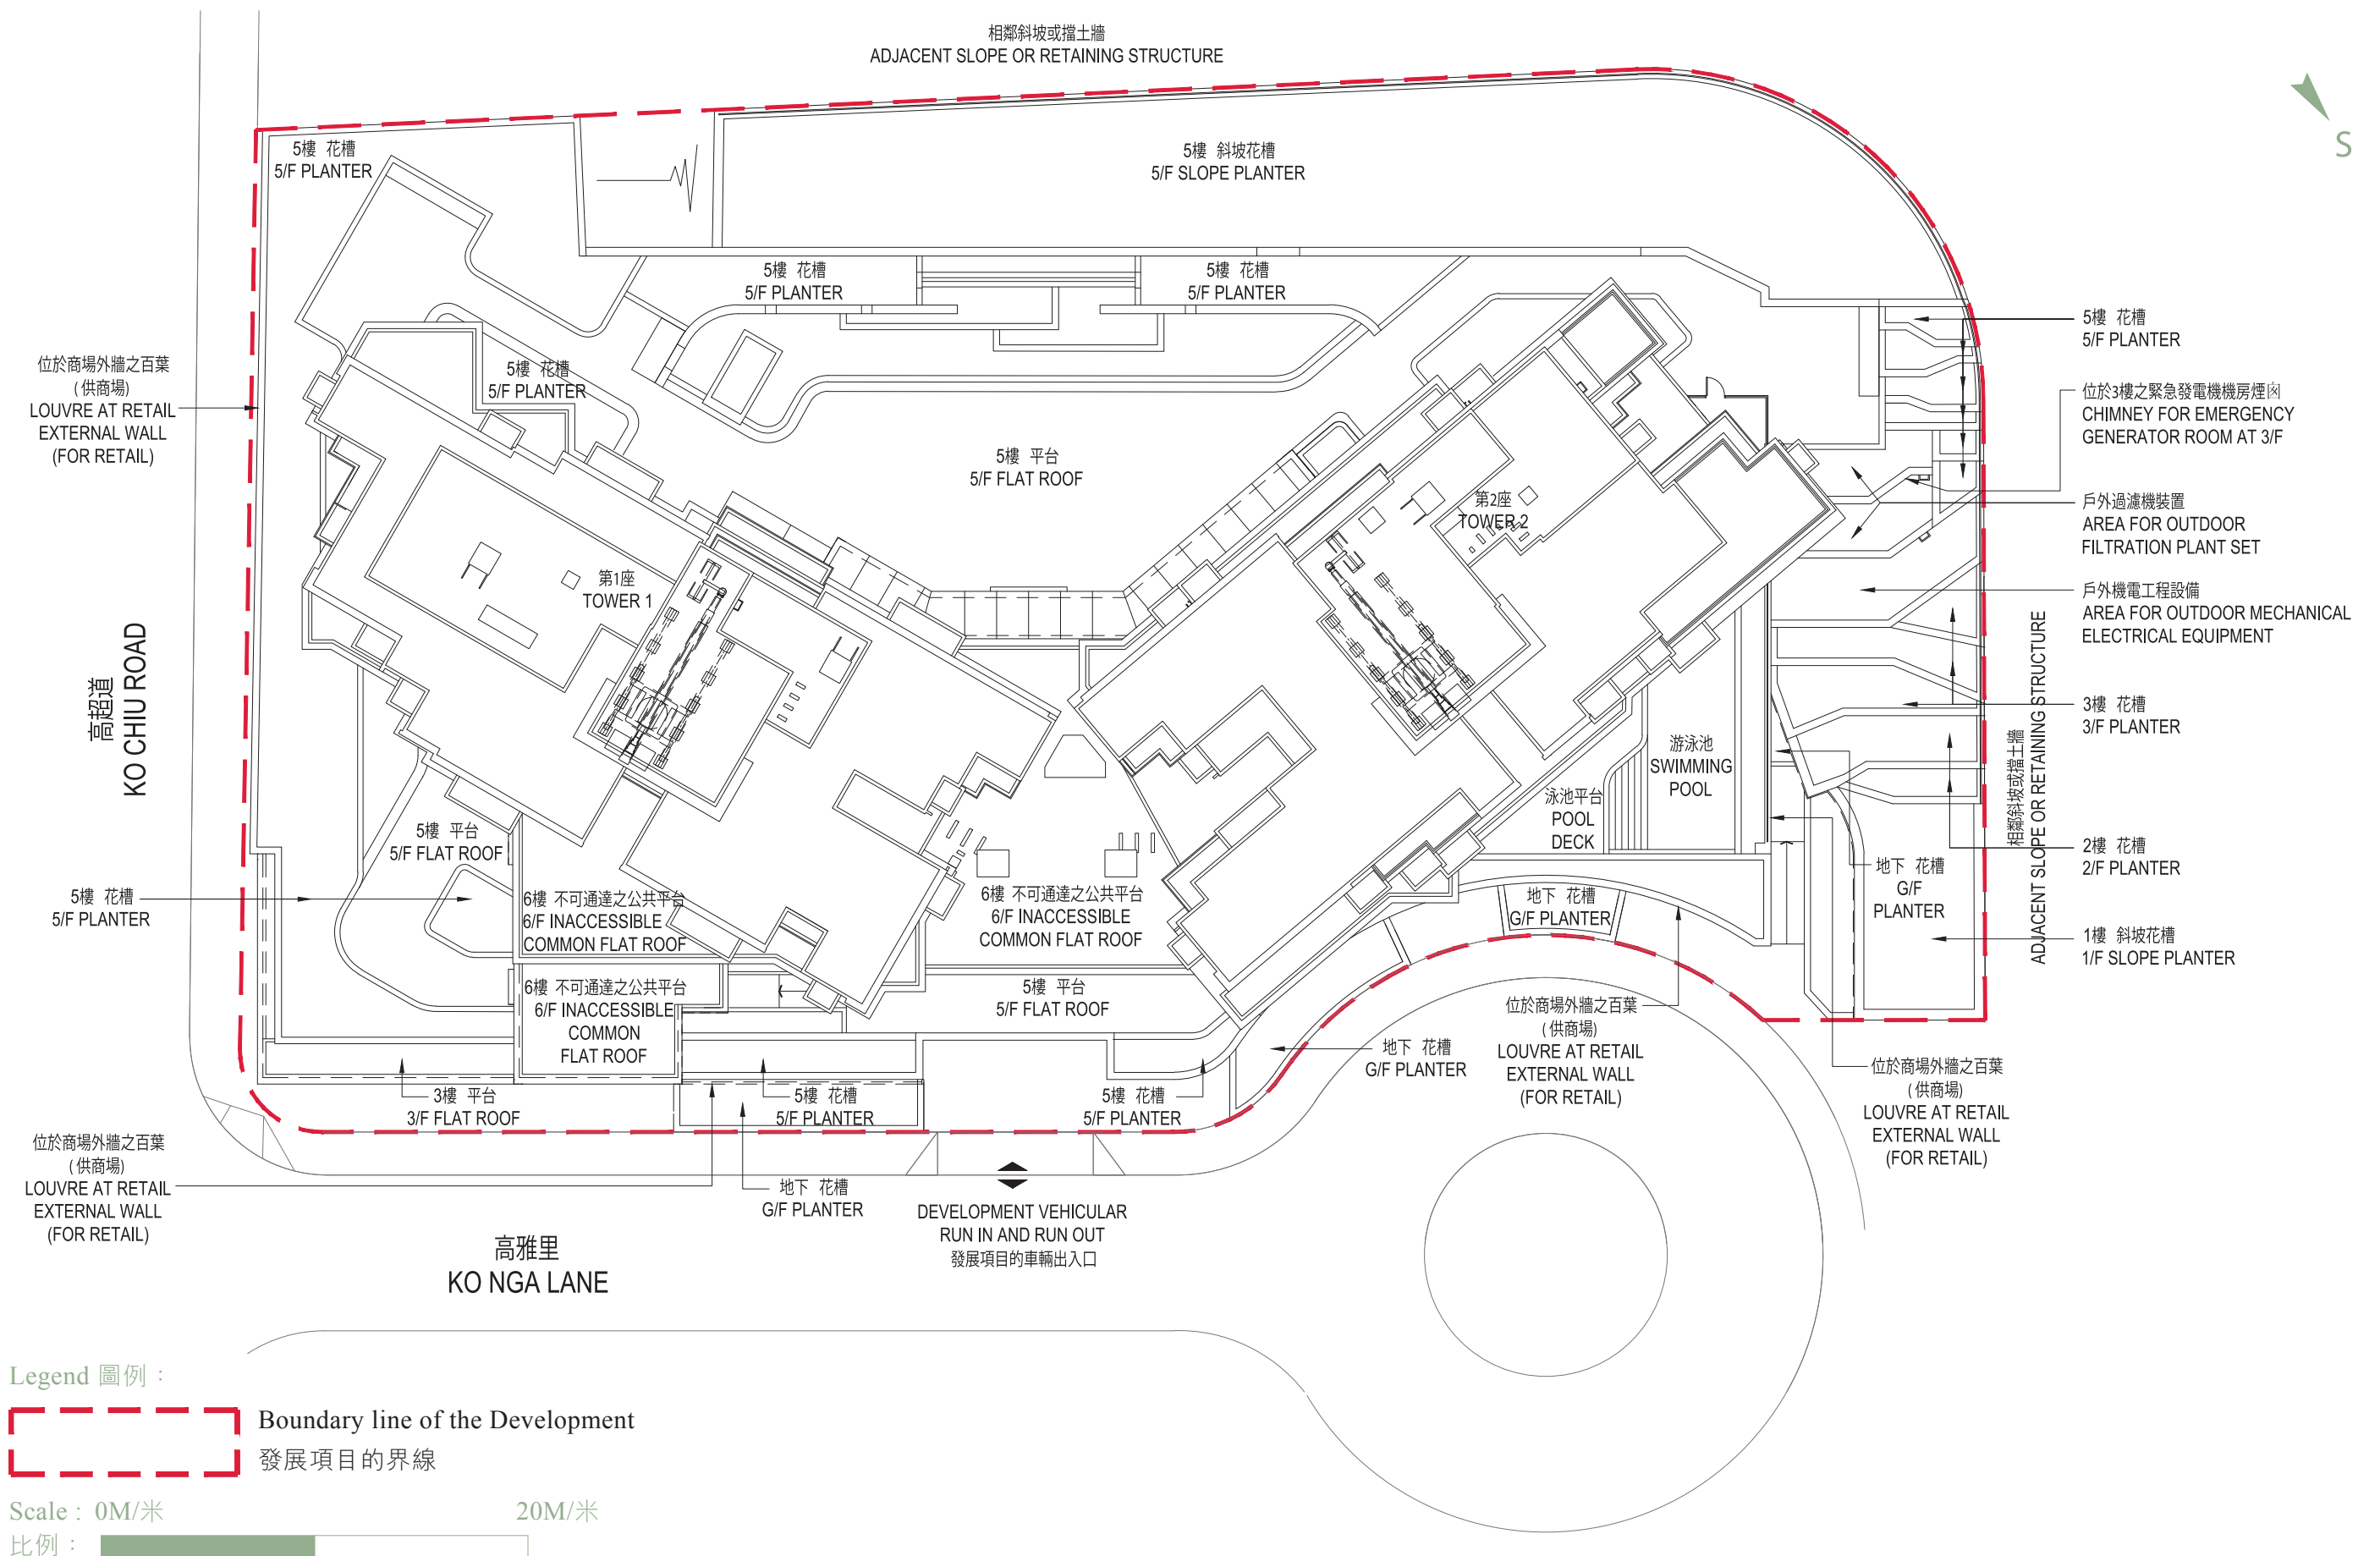 相鄰斜坡或擋土牆
ADJACENT SLOPE OR RETAINING STRUCTURE
S
5樓 花槽
5/F PLANTER
5樓 斜坡花槽
5/F SLOPE PLANTER
5樓 花槽
5/F PLANTER
5樓 花槽
5/F PLANTER
5樓 花槽
5/F PLANTER
位於商場外牆之百葉
(供商場)
LOUVRE AT RETAIL
EXTERNAL WALL
(FOR RETAIL)
5樓 花槽
5/F PLANTER
位於3樓之緊急發電機機房煙囪
CHIMNEY FOR EMERGENCY
GENERATOR ROOM AT 3/F
5樓 平台
5/F FLAT ROOF
第2座
TOWER 2
戶外過濾機裝置
AREA FOR OUTDOOR
FILTRATION PLANT SET
第1座
TOWER 1
戶外機電工程設備
AREA FOR OUTDOOR MECHANICAL
ELECTRICAL EQUIPMENT
高超道
KO CHIU ROAD
相鄰斜坡或擋土牆
ADJACENT SLOPE OR RETAINING STRUCTURE
3樓 花槽
3/F PLANTER
游泳池
SWIMMING
POOL
泳池平台
POOL
DECK
5樓 平台
5/F FLAT ROOF
2樓 花槽
2/F PLANTER
地下 花槽
G/F
PLANTER
5樓 花槽
5/F PLANTER
6樓 不可通達之公共平台
6/F INACCESSIBLE
COMMON FLAT ROOF
6樓 不可通達之公共平台
6/F INACCESSIBLE
COMMON FLAT ROOF
地下 花槽
G/F PLANTER
1樓 斜坡花槽
1/F SLOPE PLANTER
6樓 不可通達之公共平台
6/F INACCESSIBLE
COMMON
FLAT ROOF
5樓 平台
5/F FLAT ROOF
位於商場外牆之百葉
(供商場)
LOUVRE AT RETAIL
EXTERNAL WALL
(FOR RETAIL)
地下 花槽
G/F PLANTER
位於商場外牆之百葉
(供商場)
LOUVRE AT RETAIL
EXTERNAL WALL
(FOR RETAIL)
3樓 平台
3/F FLAT ROOF
5樓 花槽
5/F PLANTER
5樓 花槽
5/F PLANTER
位於商場外牆之百葉
(供商場)
LOUVRE AT RETAIL
EXTERNAL WALL
(FOR RETAIL)
地下 花槽
G/F PLANTER
DEVELOPMENT VEHICULAR
RUN IN AND RUN OUT
發展項目的車輛出入口
高雅里
KO NGA LANE
Legend 圖例：
Boundary line of the Development
發展項目的界線
Scale : 0M/米 20M/米
比例：